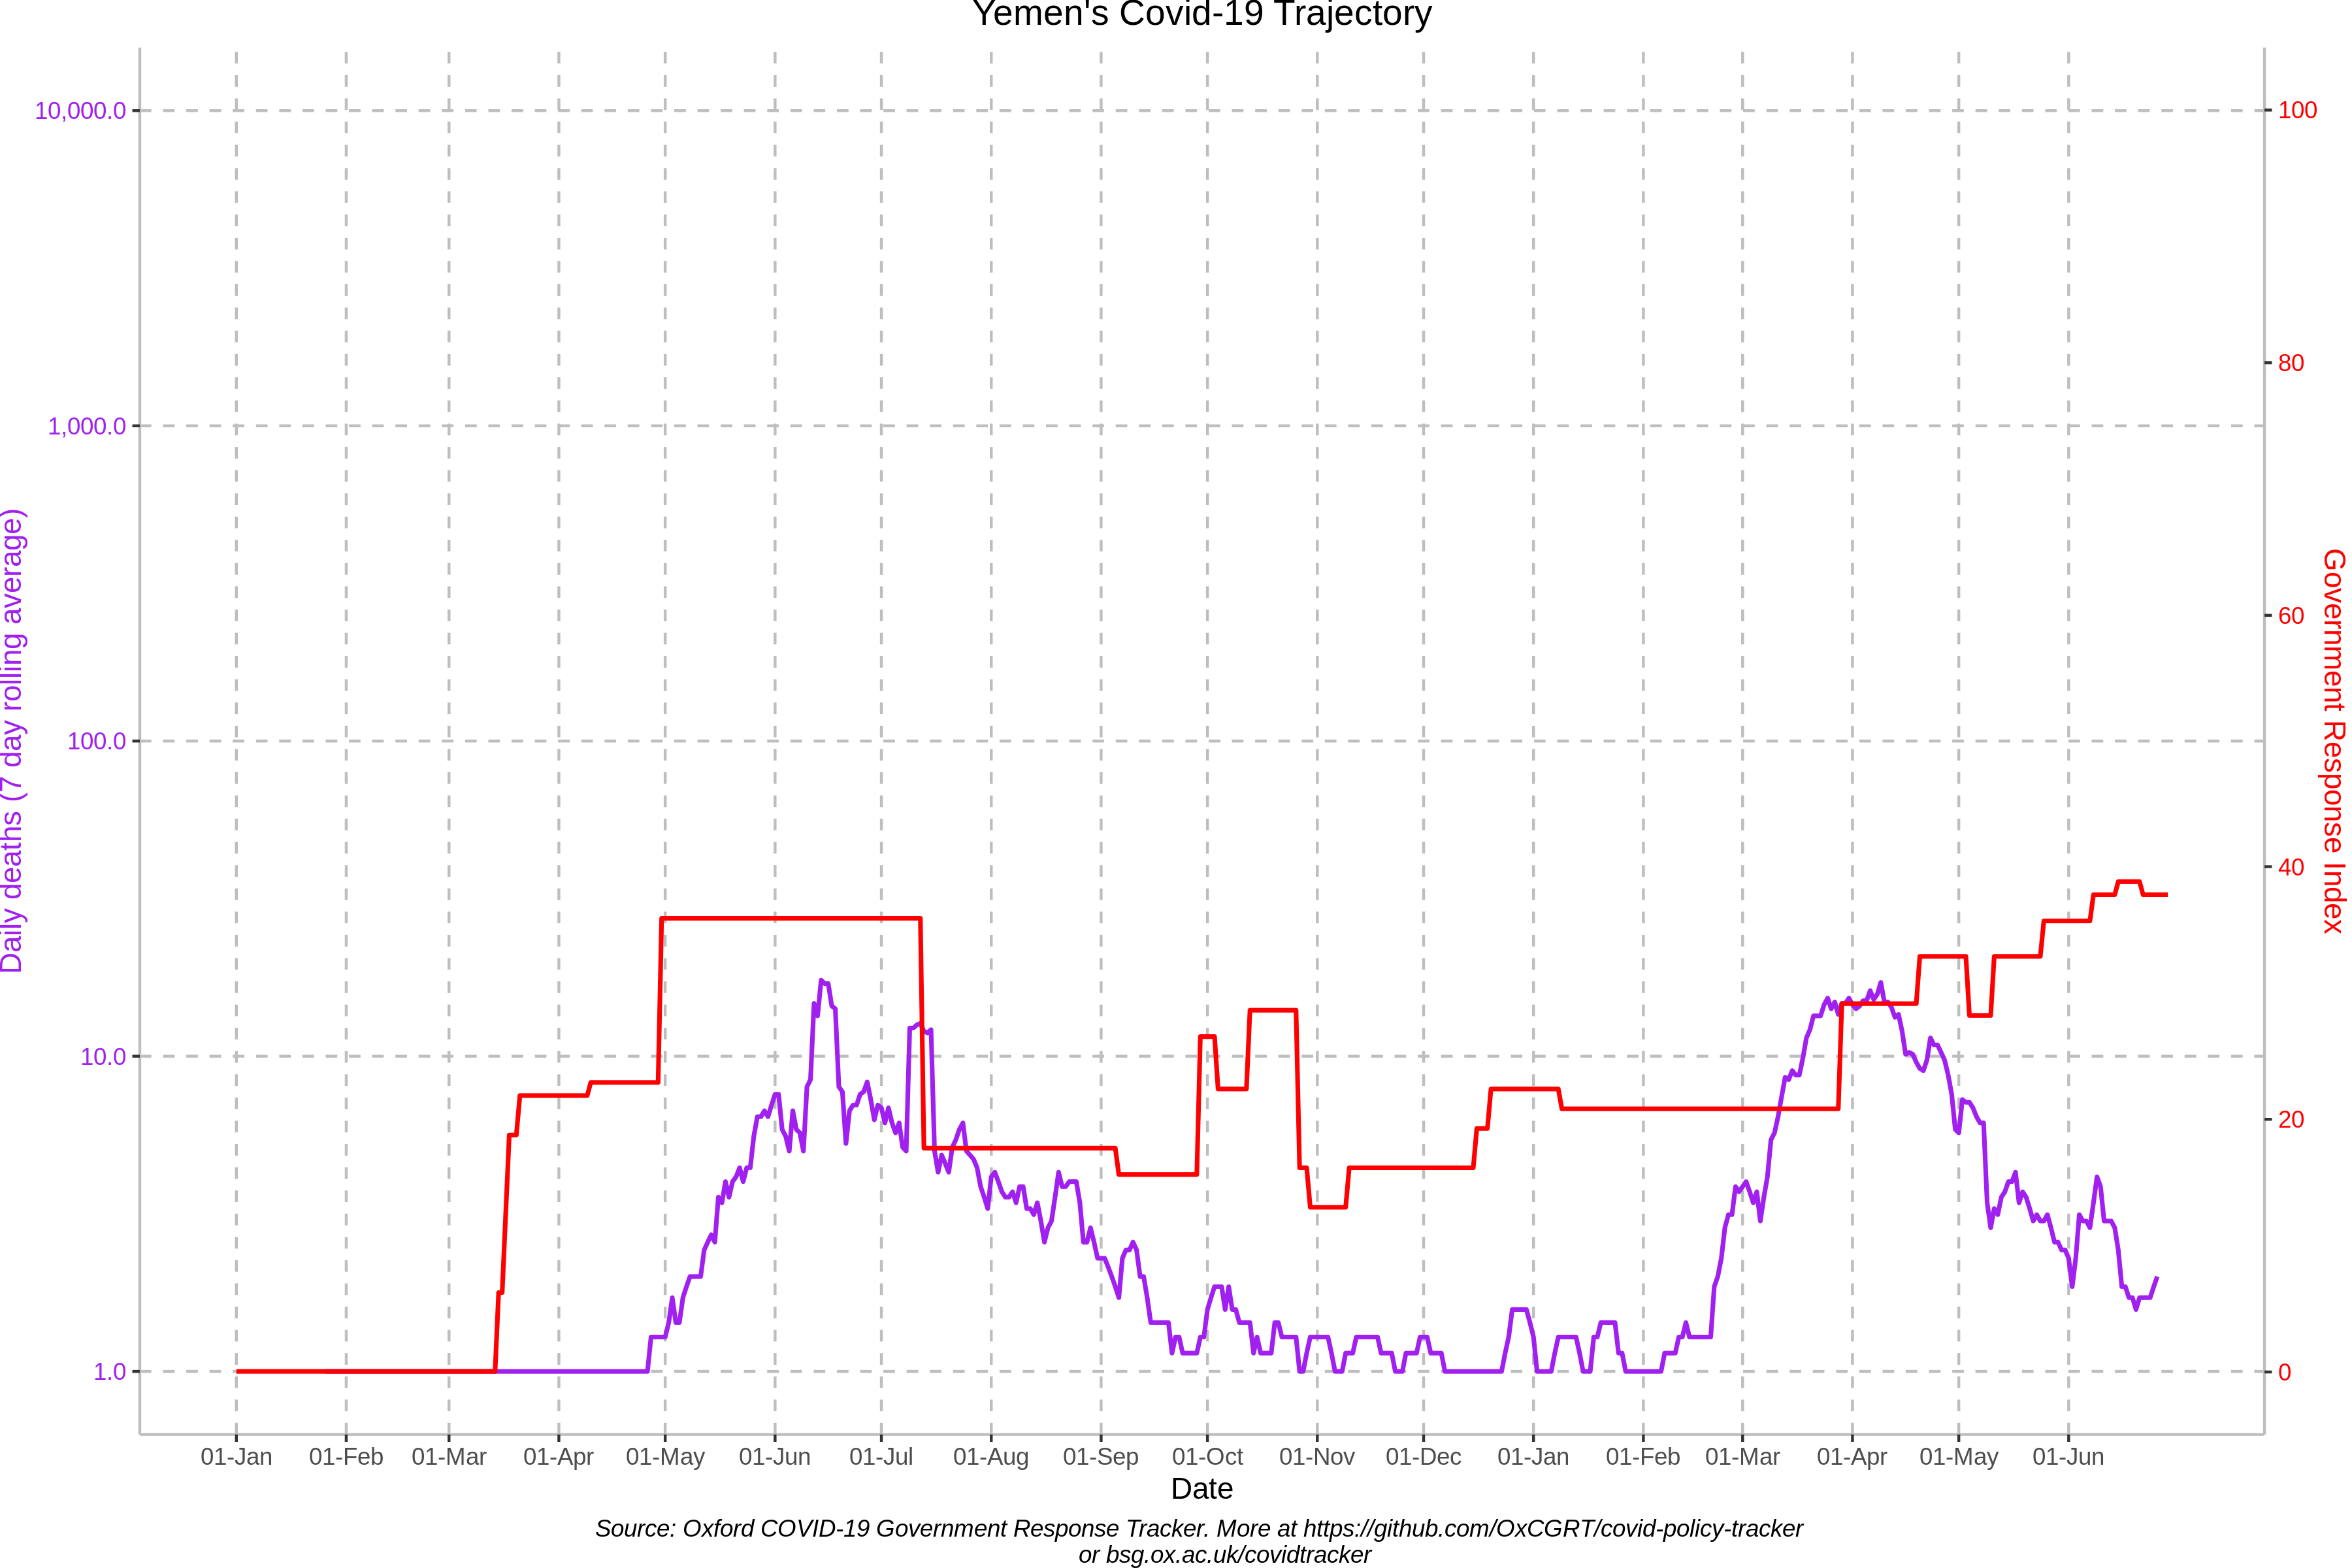 Yemen's Covid-19 Trajectory
10,000.0
1,000.0
100.0
10.0
1.0
Daily deaths (7 day rolling average)
100
80
60
40
20
0
Government Response Index
01-Jan 01-Feb 01-Mar 01-Apr 01-May 01-Jun 01-Jul 01-Aug 01-Sep 01-Oct 01-Nov 01-Dec 01-Jan 01-Feb 01-Mar 01-Apr 01-May 01-Jun
Date
Source: Oxford COVID-19 Government Response Tracker. More at https://github.com/OxCGRT/covid-policy-tracker
or bsg.ox.ac.uk/covidtracker